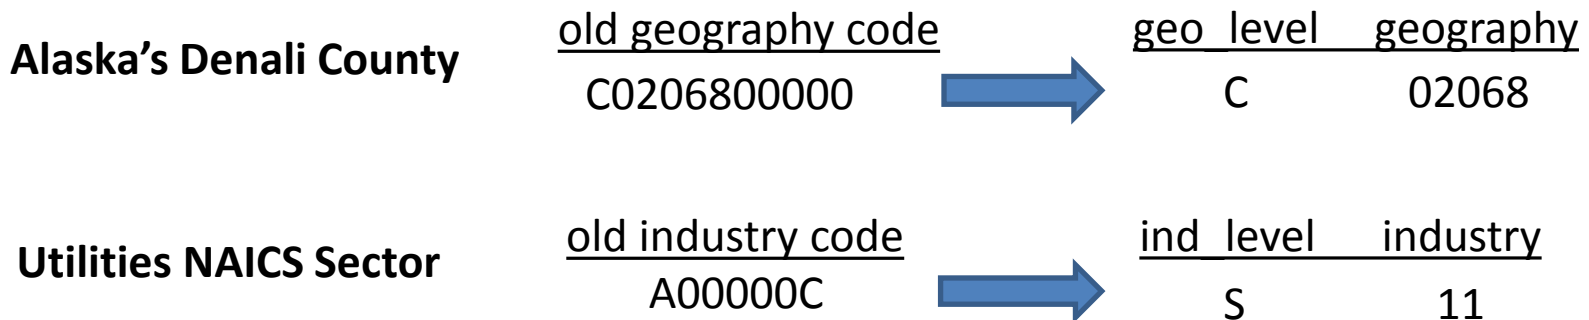 Alaska’s Denali County
old geography code
C0206800000
geo_level geography
C 02068
Utilities NAICS Sector
old industry code
A00000C
ind_level industry
S 11